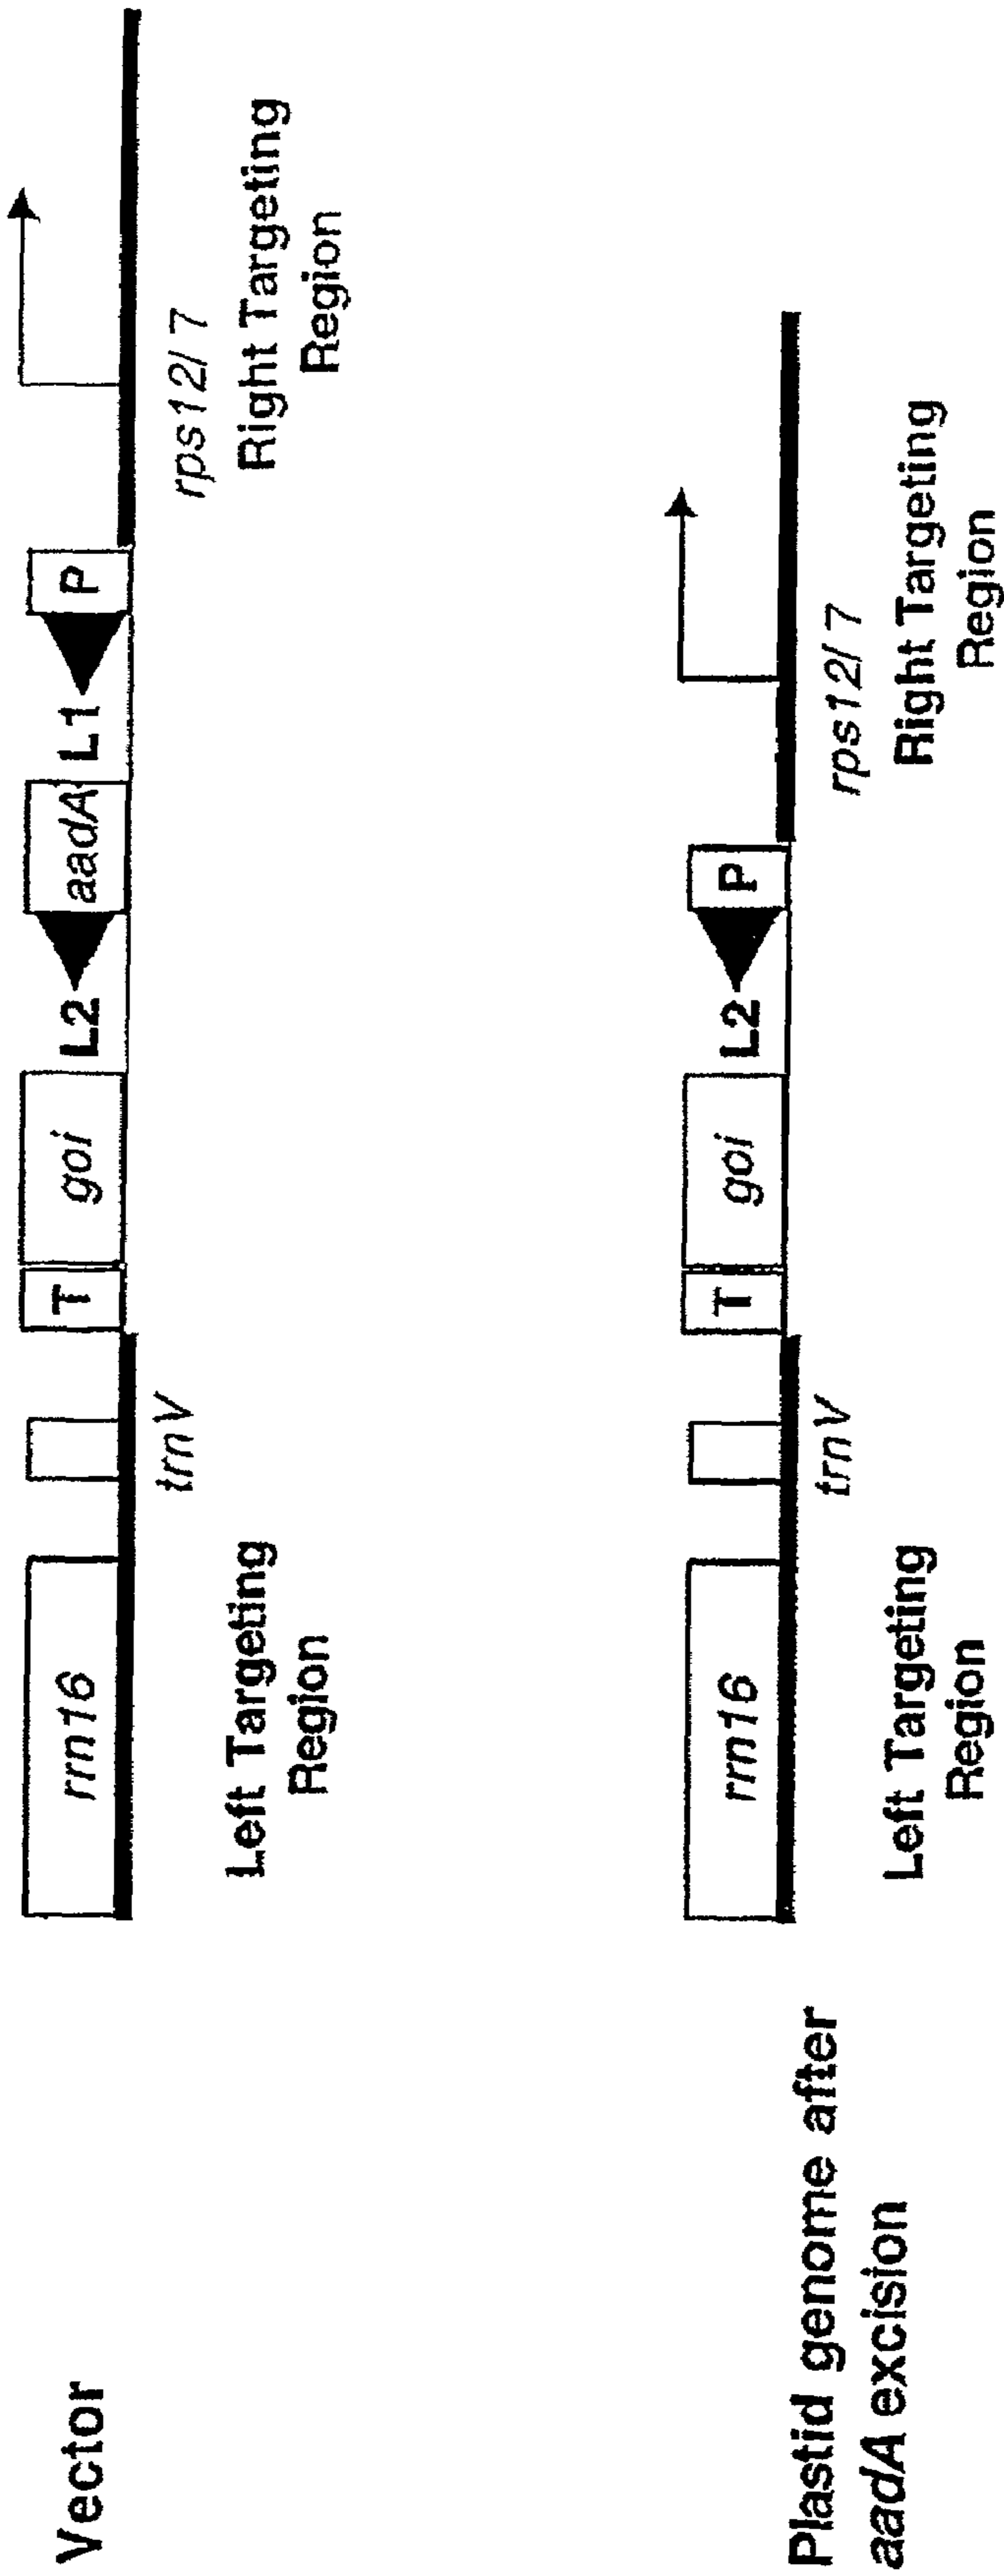 Vector
rrn16
T
goi
L2
aadA
L1
P
trnV
rps12/7
Left Targeting
Region
Right Targeting
Region
Plastid genome after
aadA excision
rrn16
T
goi
L2
P
trnV
rps12/7
Left Targeting
Region
Right Targeting
Region